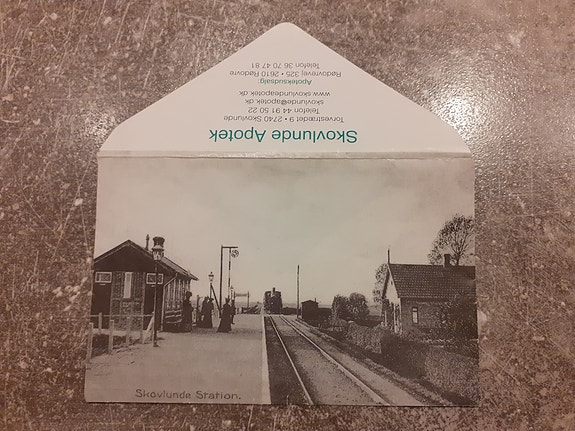 Skovlunde Apotek
Torvestrædet 9 • 2740 Skovlunde
Telefon 44 91 50 22
skovlunde@apotek.dk
www.skovlundeapotek.dk
Apoteksudsalg:
Rødovrevej 325 • 2610 Rødovre
Telefon 36 70 47 81
Skovlunde Station.